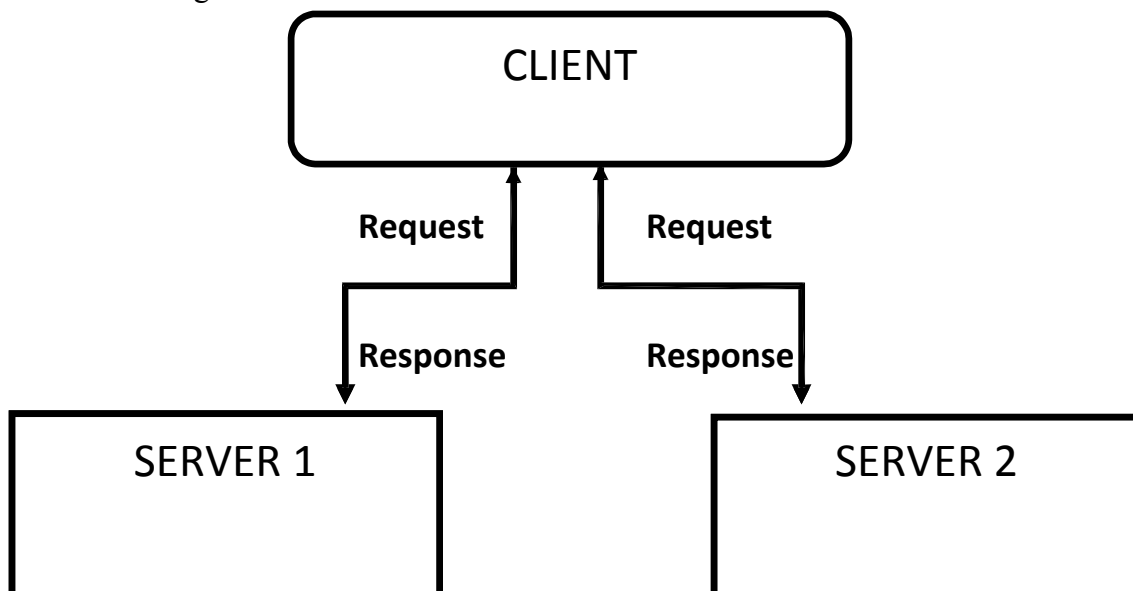 CLIENT
Request Request
Response Response
SERVER 1 SERVER 2